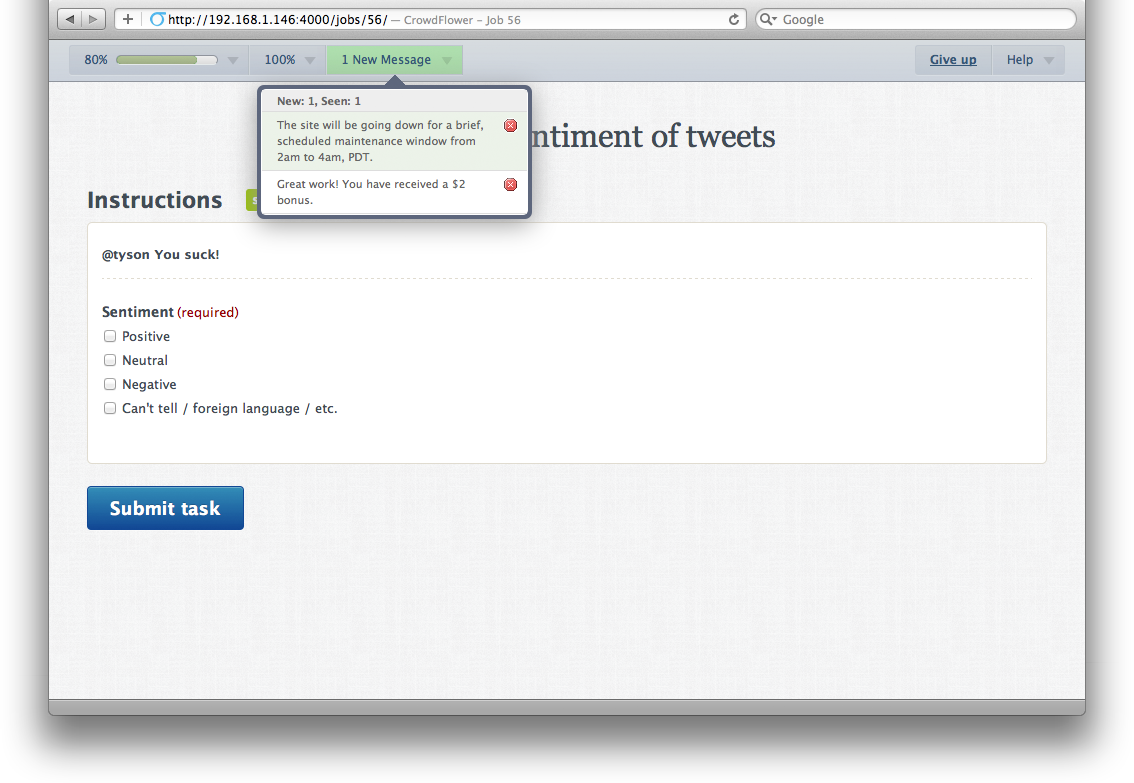 http://192.168.1.146:4000/jobs/56/ — CrowdFlower – Job 56
Google
80%
100%
1 New Message
Give up
Help
New: 1, Seen: 1
The site will be going down for a brief,
scheduled maintenance window from
2am to 4am, PDT.
Great work! You have received a $2
bonus.
ntiment of tweets
Instructions
@tyson You suck!
Sentiment (required)
Positive
Neutral
Negative
Can't tell / foreign language / etc.
Submit task